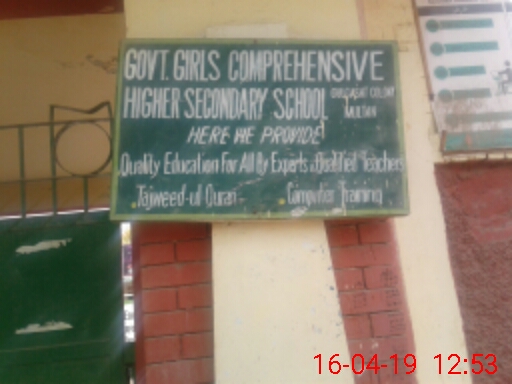 GOVT. GIRLS COMPREHENSIVE
HIGHER SECONDARY SCHOOL
MULTAN
HERE WE PROVIDE
Quality Education For All By Experts & Qualified Teachers
Tajweed-ul Quran
Computer Training
16-04-19 12:53